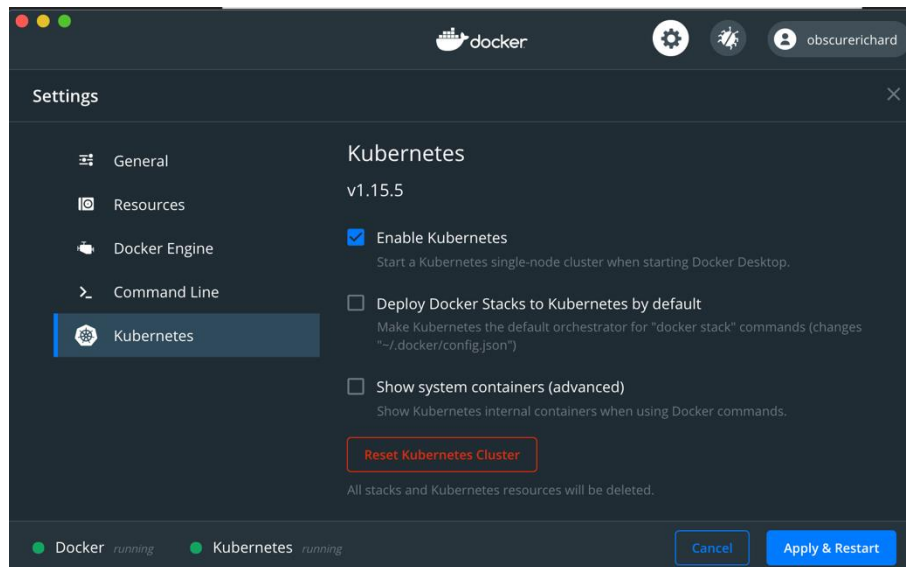 docker
obscurerichard
Settings
General
Resources
Docker Engine
Command Line
Kubernetes
Kubernetes
v1.15.5
Enable Kubernetes
Start a Kubernetes single-node cluster when starting Docker Desktop.
Deploy Docker Stacks to Kubernetes by default
Make Kubernetes the default orchestrator for "docker stack" commands (changes
"~/.docker/config.json")
Show system containers (advanced)
Show Kubernetes internal containers when using Docker commands.
Reset Kubernetes Cluster
All stacks and Kubernetes resources will be deleted.
Docker running
Kubernetes running
Cancel
Apply & Restart